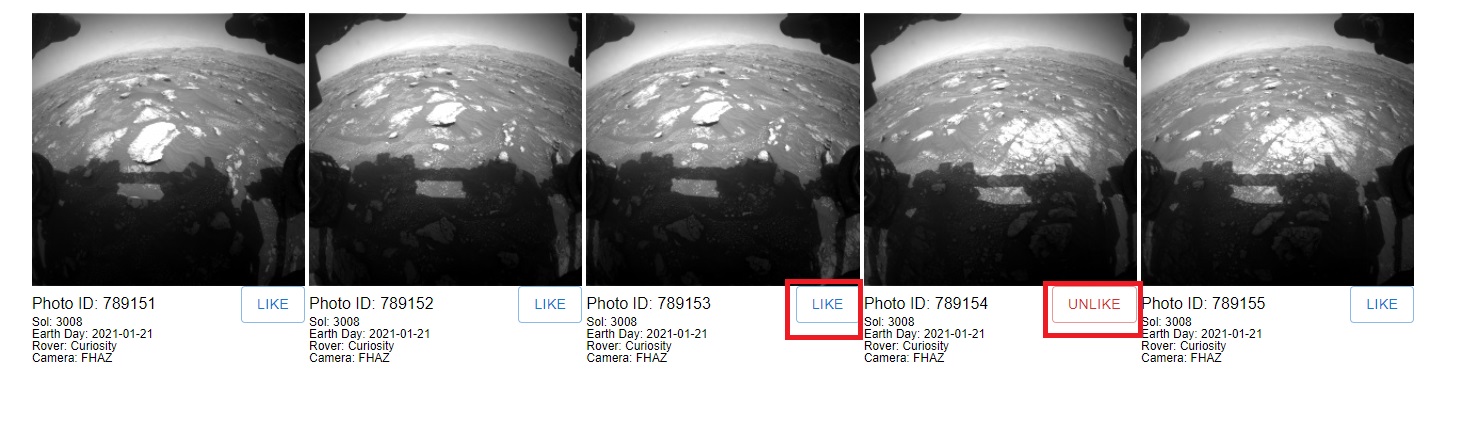 Photo ID: 789151
LIKE
Sol: 3008
Earth Day: 2021-01-21
Rover: Curiosity
Camera: FHAZ
Photo ID: 789152
LIKE
Sol: 3008
Earth Day: 2021-01-21
Rover: Curiosity
Camera: FHAZ
Photo ID: 789153
LIKE
Sol: 3008
Earth Day: 2021-01-21
Rover: Curiosity
Camera: FHAZ
Photo ID: 789154
UNLIKE
Sol: 3008
Earth Day: 2021-01-21
Rover: Curiosity
Camera: FHAZ
Photo ID: 789155
LIKE
Sol: 3008
Earth Day: 2021-01-21
Rover: Curiosity
Camera: FHAZ